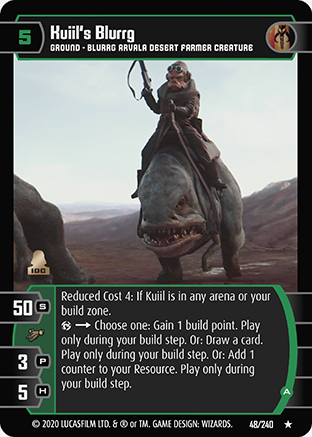 5
Kuiil's Blurrg
GROUND - BLURRG ARVALA DESERT FARMER CREATURE
IDC
50 S
3 P
5 H
Reduced Cost 4: If Kuiil is in any arena or your
build zone.
→ Choose one: Gain 1 build point. Play
only during your build step. Or: Draw a card.
Play only during your build step. Or: Add 1
counter to your Resource. Play only during
your build step.
A
© 2020 LUCASFILM LTD. & ® or TM. GAME DESIGN: WIZARDS.
48/240 ★